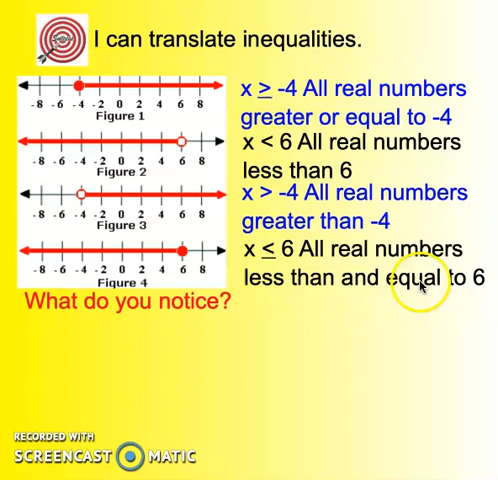 I can translate inequalities.
-8 -6 -4 -2 0 2 4 6 8
Figure 1
x ≥ -4 All real numbers
greater or equal to -4
-8 -6 -4 -2 0 2 4 6 8
Figure 2
x < 6 All real numbers
less than 6
-8 -6 -4 -2 0 2 4 6 8
Figure 3
x > -4 All real numbers
greater than -4
-8 -6 -4 -2 0 2 4 6 8
Figure 4
x ≤ 6 All real numbers
less than and equal to 6
What do you notice?
RECORDED WITH
SCREENCAST MATIC